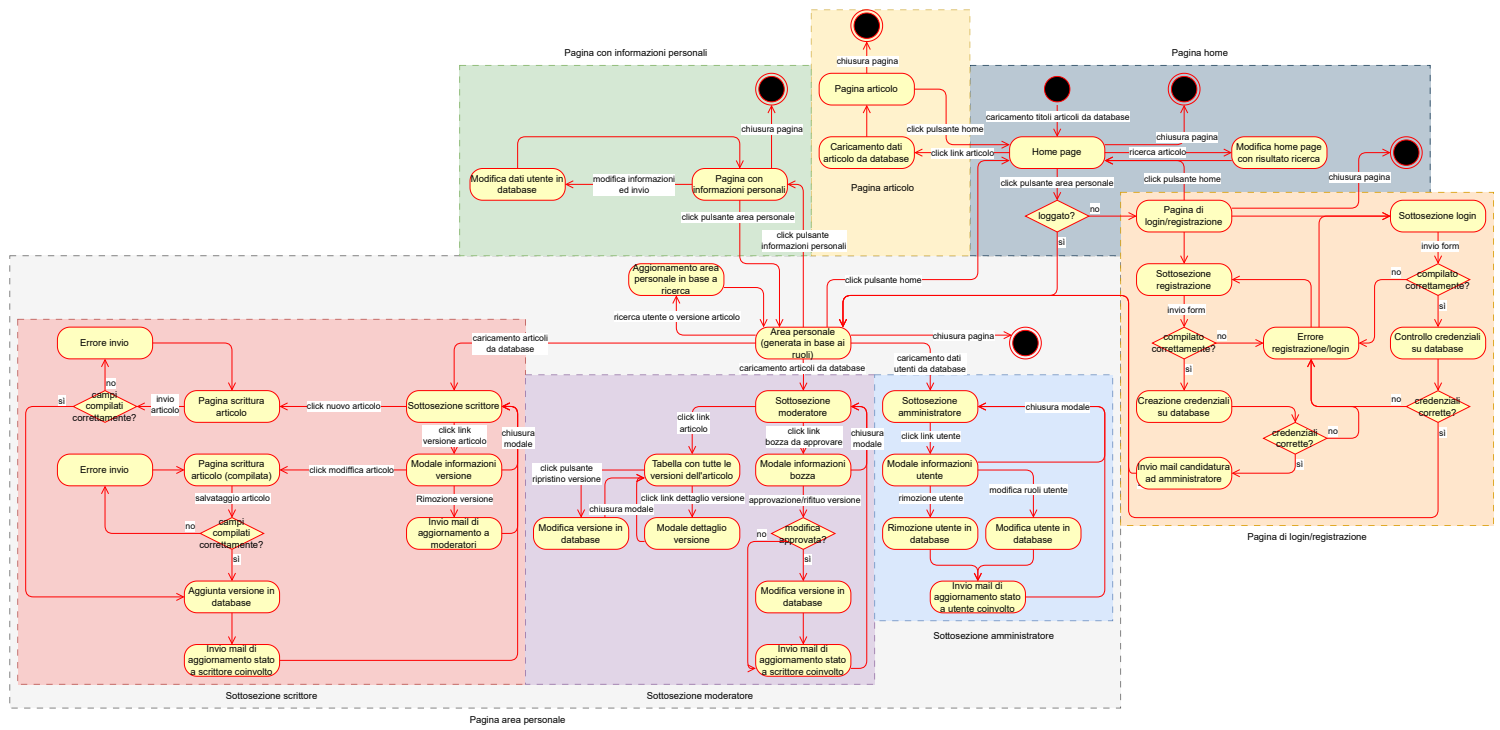 Pagina con informazioni personali
Pagina home
chiusura pagina
Pagina articolo
caricamento titoli articoli da database
chiusura pagina
click pulsante home
chiusura pagina
Caricamento dati
articolo da database
click link articolo
Home page
ricerca articolo
Modifica home page
con risultato ricerca
chiusura pagina
click pulsante home
Modifica dati utente in
database
modifica informazioni
ed invio
Pagina con
informazioni personali
Pagina articolo
click pulsante area personale
click pulsante area personale
loggato?
no
si
Pagina di
login/registrazione
Sottosezione login
click pulsante
informazioni personali
invio form
Aggiornamento area
personale in base a
ricerca
click pulsante home
Sottosezione
registrazione
no
compilato
correttamente?
si
ricerca utente o versione articolo
invio form
Area personale
(generata in base ai
ruoli)
chiusura pagina
compilato
correttamente?
no
si
Errore
registrazione/login
Controllo credenziali
su database
Errore invio
caricamento articoli
da database
caricamento articoli da database
caricamento dati
utenti da database
no
si
campi
compilati
correttamente?
invio
articolo
Pagina scrittura
articolo
click nuovo articolo
Sottosezione scrittore
click link
articolo
Sottosezione
moderatore
Sottosezione
amministratore
chiusura modale
Creazione credenziali
su database
no
credenziali
corrette?
si
credenziali
corrette?
no
si
click link
versione articolo
chiusura
modale
click link
bozza da approvare
chiusura
modale
click link utente
Errore invio
Pagina scrittura
articolo (compilata)
click modiffica articolo
Modale informazioni
versione
click pulsante
ripristino versione
Tabella con tutte le
versioni dell'articolo
Modale informazioni
bozza
Modale informazioni
utente
Invio mail candidatura
ad amministratore
salvataggio articolo
Rimozione versione
click link dettaglio versione
chiusura modale
approvazione/rifituo versione
rimozione utente
modifica ruoli utente
no
campi
compilati
correttamente?
si
Invio mail di
aggiornamento a
moderatori
Modifica versione in
database
Modale dettaglio
versione
no
modifica
approvata?
si
Rimozione utente in
database
Modifica utente in
database
Pagina di login/registrazione
Aggiunta versione in
database
Modifica versione in
database
Invio mail di
aggiornamento stato
a utente coinvolto
Sottosezione amministratore
Invio mail di
aggiornamento stato
a scrittore coinvolto
Invio mail di
aggiornamento stato
a scrittore coinvolto
Sottosezione scrittore
Sottosezione moderatore
Pagina area personale